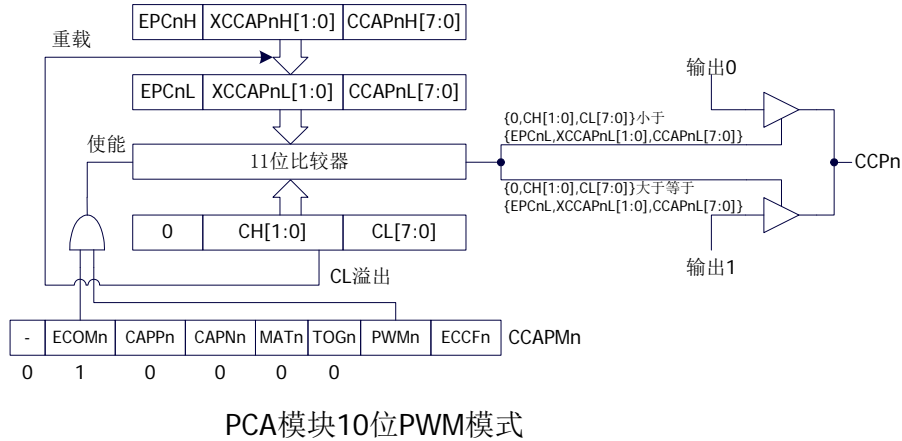 EPCnH XCCAPnH[1:0] CCAPnH[7:0]
重载
EPCnL XCCAPnL[1:0] CCAPnL[7:0]
输出0
使能
11位比较器
{0,CH[1:0],CL[7:0]}小于
{EPCnL,XCCAPnL[1:0],CCAPnL[7:0]}
CCPn
{0,CH[1:0],CL[7:0]}大于等于
{EPCnL,XCCAPnL[1:0],CCAPnL[7:0]}
0 CH[1:0] CL[7:0]
CL溢出
输出1
- ECOMn CAPPn CAPNn MATn TOGn PWMn ECCFn CCAPMn
0 1 0 0 0 0
PCA模块10位PWM模式